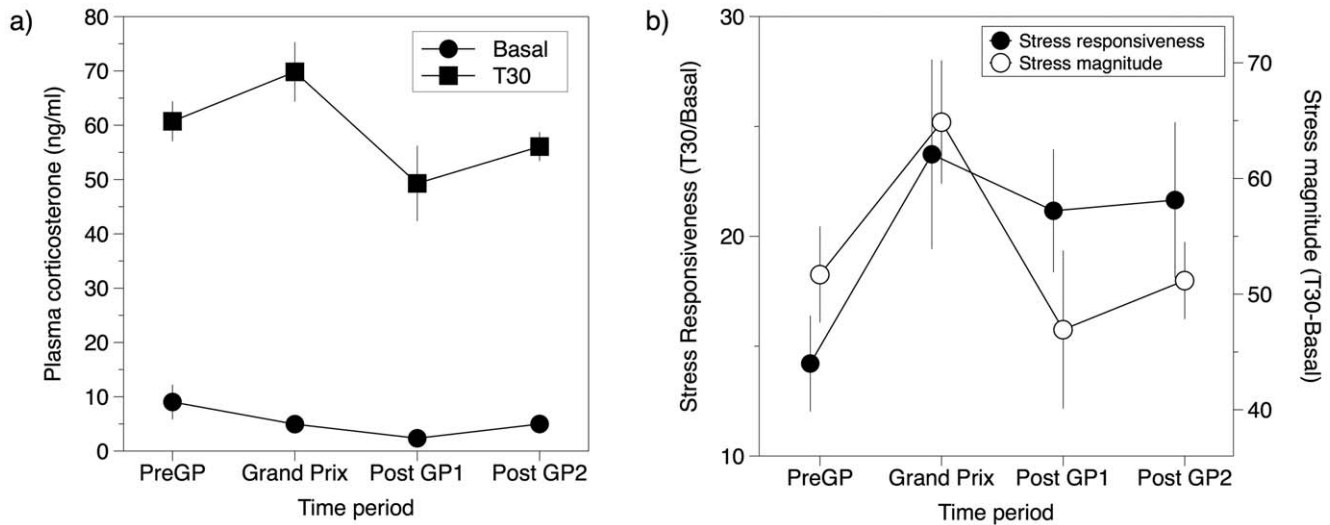 a)
Plasma corticosterone (ng/ml)
80
70
60
50
40
30
20
10
0
Basal
T30
PreGP
Grand Prix
Post GP1
Post GP2
Time period
b)
Stress Responsiveness (T30/Basal)
30
20
10
Stress responsiveness
Stress magnitude
70
60
50
40
Stress magnitude (T30-Basal)
PreGP
Grand Prix
Post GP1
Post GP2
Time period